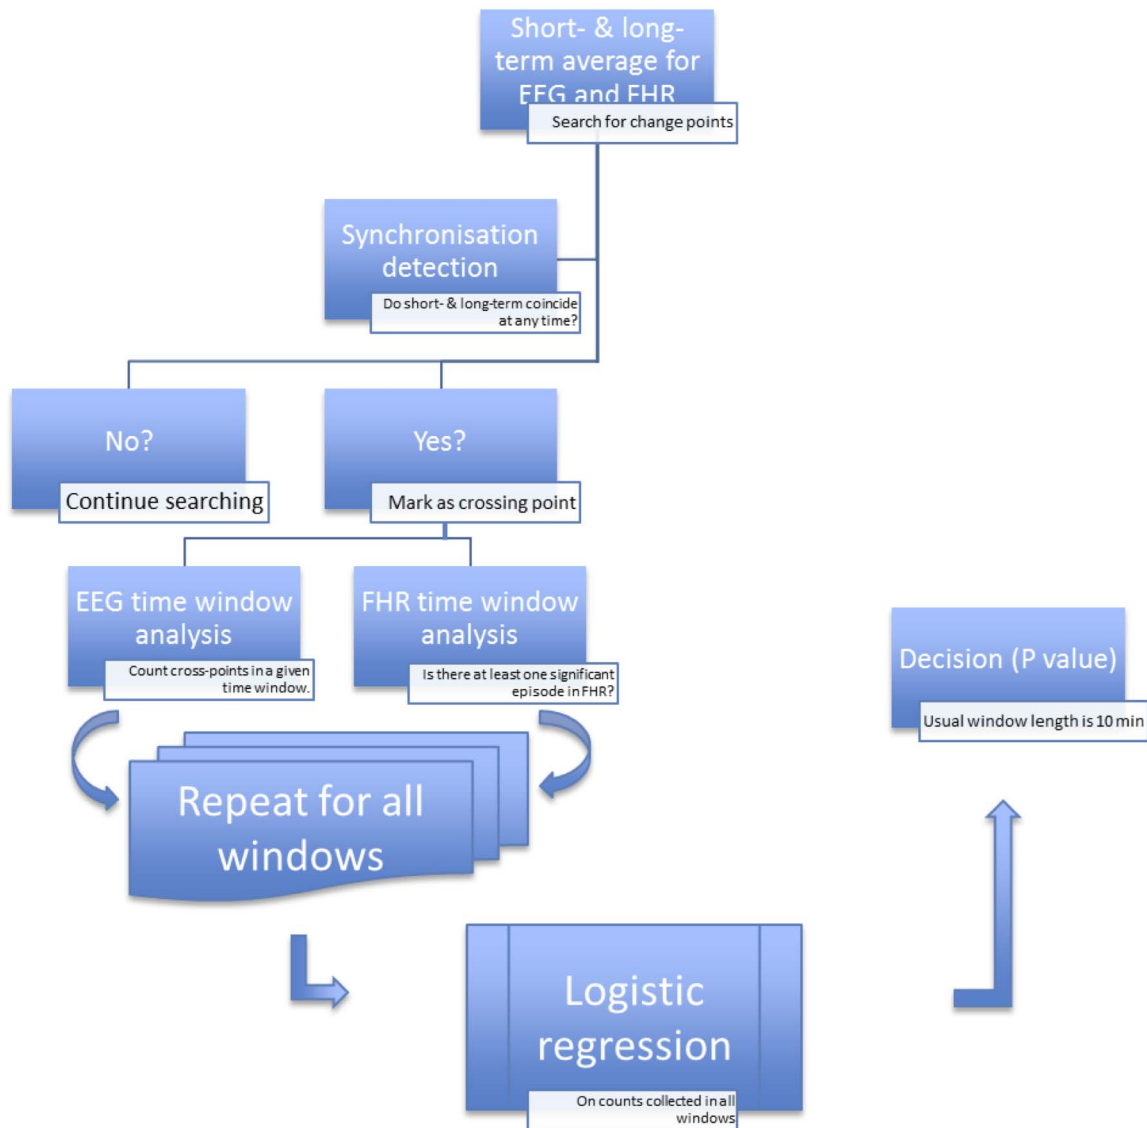 Short- & long-
term average for
EEG and FHR
Search for change points
Synchronisation
detection
Do short- & long-term coincide
at any time?
No?
Continue searching
Yes?
Mark as crossing point
EEG time window
analysis
Count cross-points in a given
time window.
FHR time window
analysis
Is there at least one significant
episode in FHR?
Decision (P value)
Usual window length is 10 min
Repeat for all
windows
Logistic
regression
On counts collected in all
windows